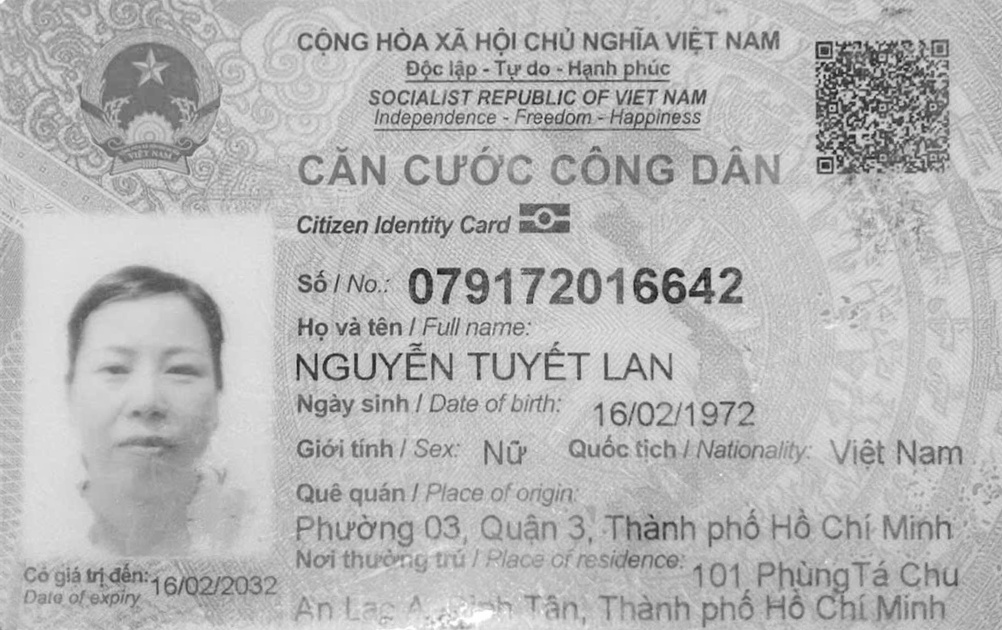 CỘNG HÒA XÃ HỘI CHỦ NGHĨA VIỆT NAM
Độc lập - Tự do - Hạnh phúc
SOCIALIST REPUBLIC OF VIET NAM
Independence - Freedom - Happiness
CĂN CƯỚC CÔNG DÂN
Citizen Identity Card
Số / No.: 079172016642
Họ và tên / Full name:
NGUYỄN TUYẾT LAN
Ngày sinh / Date of birth: 16/02/1972
Giới tính / Sex: Nữ Quốc tịch / Nationality: Việt Nam
Quê quán / Place of origin:
Phường 03, Quận 3, Thành phố Hồ Chí Minh
Nơi thường trú / Place of residence: 101 Phùng Tá Chu
An Lạc A, Tân, Thành phố Hồ Chí Minh
Có giá trị đến: 16/02/2032
Date of expiry
VIỆT NAM